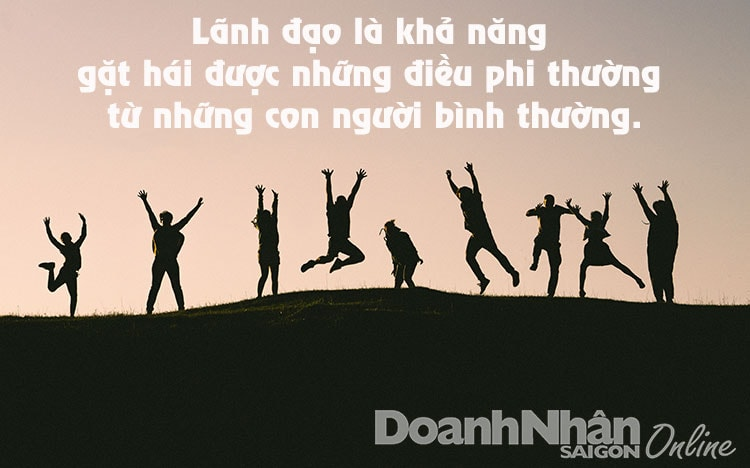 Lãnh đạo là khả năng
gặt hái được những điều phi thường
từ những con người bình thường.
DoanhNhân
SAIGON Online